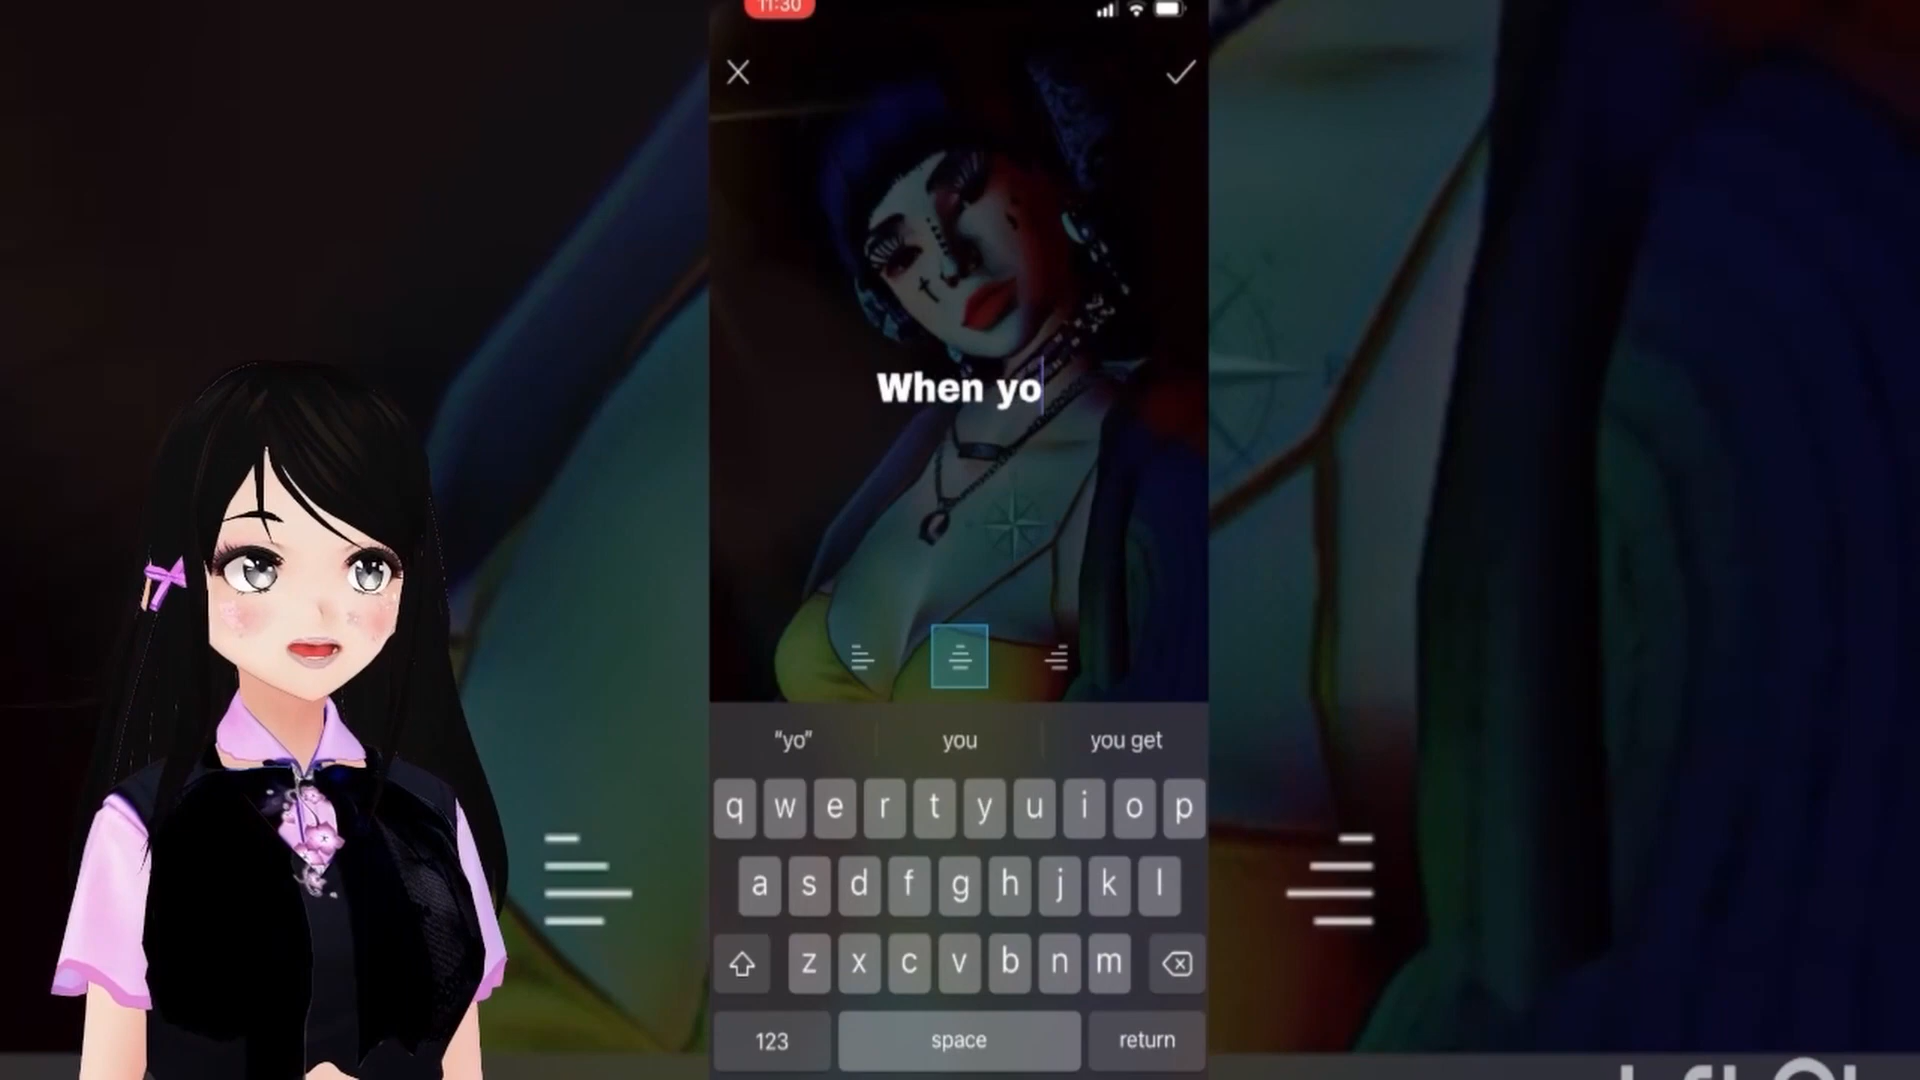 11:30
When yo
“yo” you you get
q w e r t y u i o p
a s d f g h j k l
z x c v b n m
123 space return